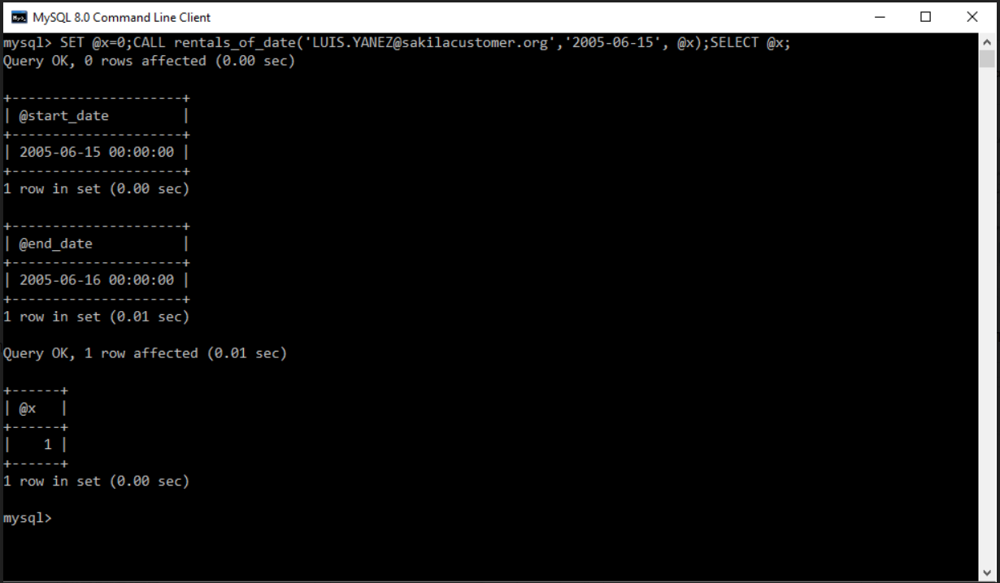 MySQL 8.0 Command Line Client
mysql> SET @x=0;CALL rentals_of_date('LUIS.YANEZ@sakilacustomer.org','2005-06-15', @x);SELECT @x;
Query OK, 0 rows affected (0.00 sec)

+---------------------+
| @start_date         |
+---------------------+
| 2005-06-15 00:00:00 |
+---------------------+
1 row in set (0.00 sec)

+---------------------+
| @end_date           |
+---------------------+
| 2005-06-16 00:00:00 |
+---------------------+
1 row in set (0.01 sec)

Query OK, 1 row affected (0.01 sec)

+------+
| @x   |
+------+
|    1 |
+------+
1 row in set (0.00 sec)

mysql>